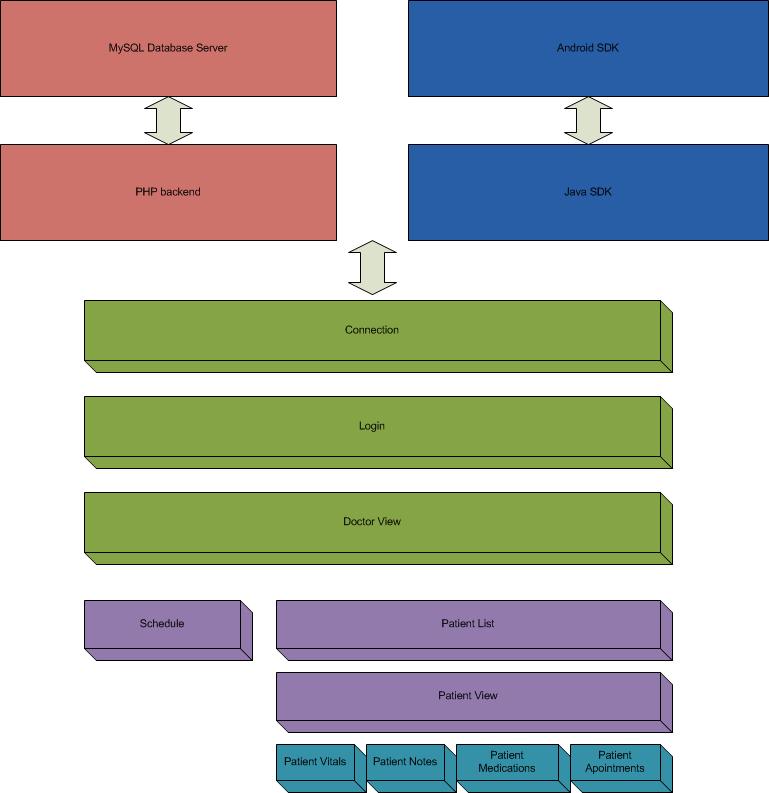 MySQL Database Server
Android SDK
PHP backend
Java SDK
Connection
Login
Doctor View
Schedule
Patient List
Patient View
Patient Vitals
Patient Notes
Patient
Medications
Patient
Apointments